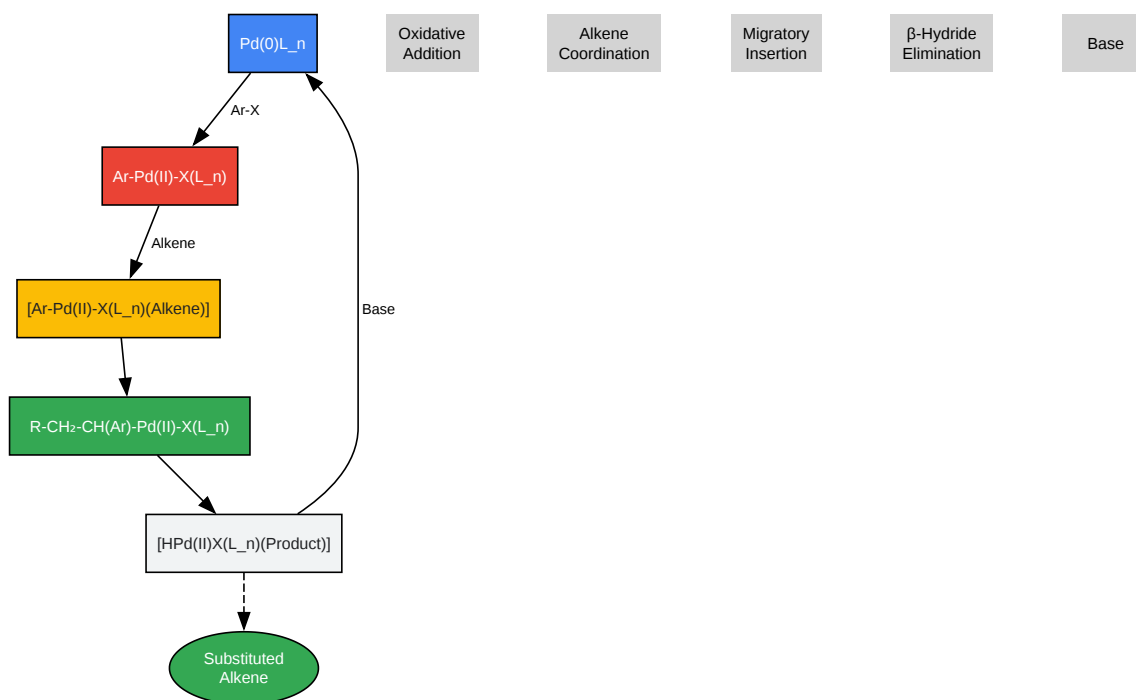 Pd(0)L_n
Oxidative
Addition
Alkene
Coordination
Migratory
Insertion
β-Hydride
Elimination
Base
Ar-X
Ar-Pd(II)-X(L_n)
Alkene
[Ar-Pd(II)-X(L_n)(Alkene)]
Base
R-CH₂-CH(Ar)-Pd(II)-X(L_n)
[HPd(II)X(L_n)(Product)]
Substituted
Alkene